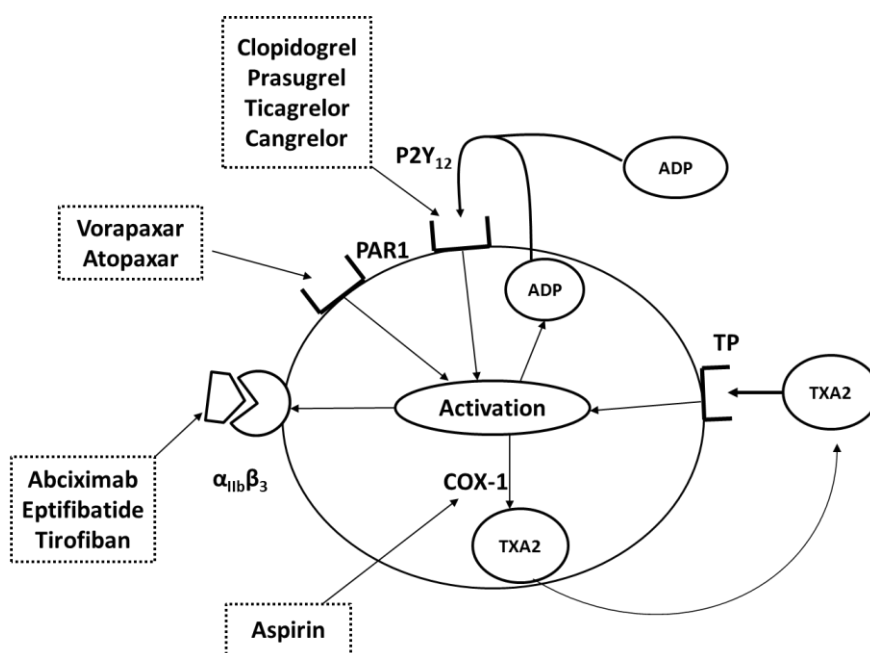 Clopidogrel
Prasugrel
Ticagrelor
Cangrelor
P2Y₁₂
ADP
Vorapaxar
Atopaxar
PAR1
ADP
TP
TXA2
Activation
Abciximab
Eptifibatide
Tirofiban
α_IIbβ₃
COX-1
TXA2
Aspirin